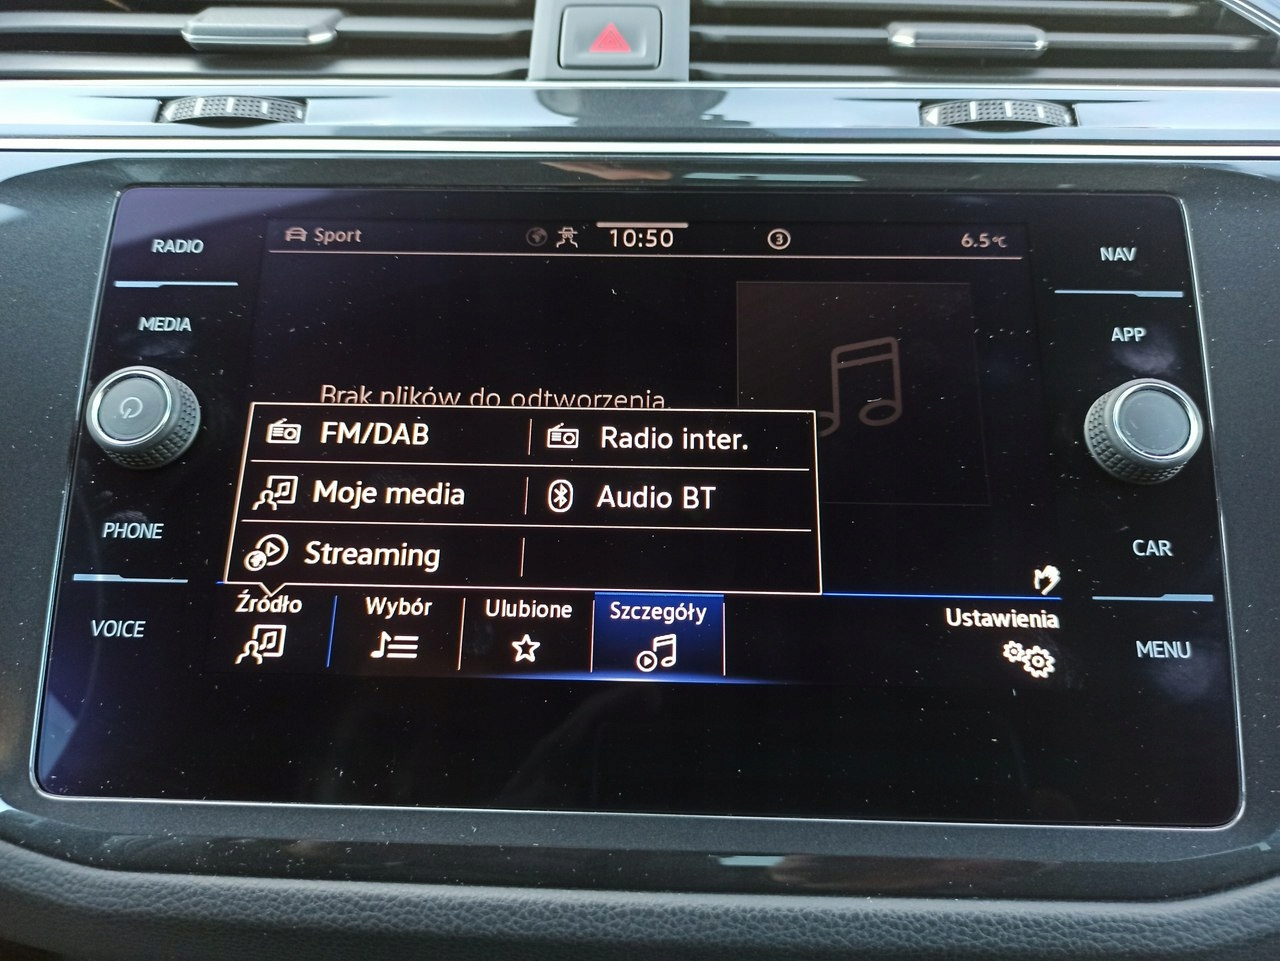 RADIO
MEDIA
PHONE
VOICE
Sport
10:50
3
6.5°C
Brak plików do odtworzenia.
FM/DAB
Radio inter.
Moje media
Audio BT
Streaming
Źródło
Wybór
Ulubione
Szczegóły
Ustawienia
NAV
APP
CAR
MENU